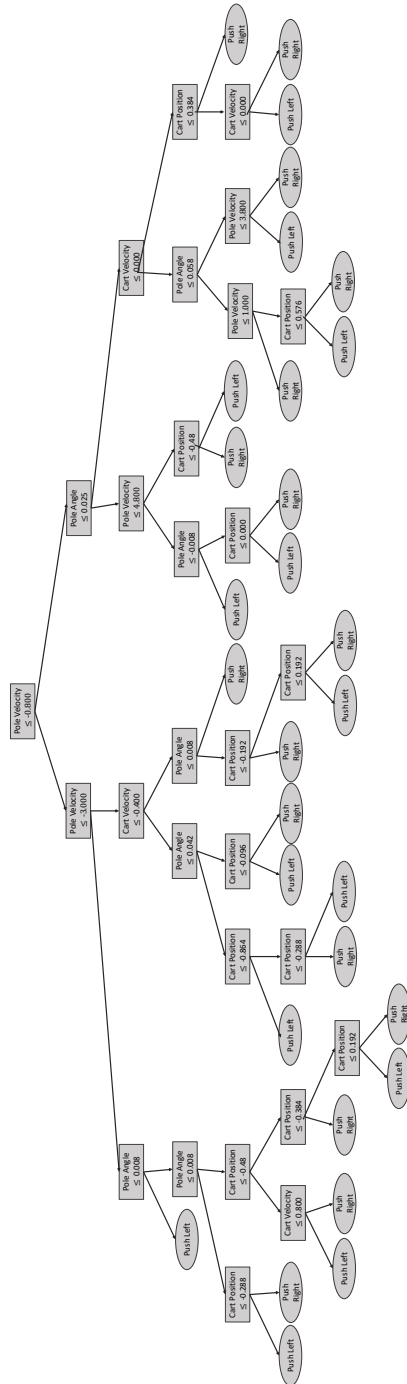 Pole Velocity
≤ -0.800
Pole Velocity
≤ -3.000
Pole Angle
≤ 0.025
Pole Angle
≤ 0.008
Cart Velocity
≤ -0.400
Pole Velocity
≤ 4.800
Cart Velocity
≤ 0.000
Push Left
Pole Angle
≤ 0.008
Pole Angle
≤ 0.042
Pole Angle
≤ 0.008
Pole Angle
≤ -0.008
Cart Position
≤ -0.48
Pole Angle
≤ 0.058
Cart Position
≤ 0.384
Cart Position
≤ -0.288
Cart Position
≤ -0.48
Cart Position
≤ -0.864
Cart Position
≤ -0.096
Cart Position
≤ -0.192
Push
Right
Push Left
Cart Position
≤ 0.000
Push
Right
Push Left
Pole Velocity
≤ 1.000
Pole Velocity
≤ 3.800
Cart Velocity
≤ 0.000
Push
Right
Push Left
Push
Right
Cart Velocity
≤ 0.800
Cart Position
≤ -0.384
Push Left
Cart Position
≤ -0.288
Push Left
Push
Right
Push
Right
Cart Position
≤ 0.192
Push Left
Push
Right
Push
Right
Cart Position
≤ 0.576
Push Left
Push
Right
Push Left
Push
Right
Push Left
Push
Right
Push
Right
Cart Position
≤ 0.192
Push
Right
Push Left
Push Left
Push
Right
Push Left
Push
Right
Push Left
Push
Right